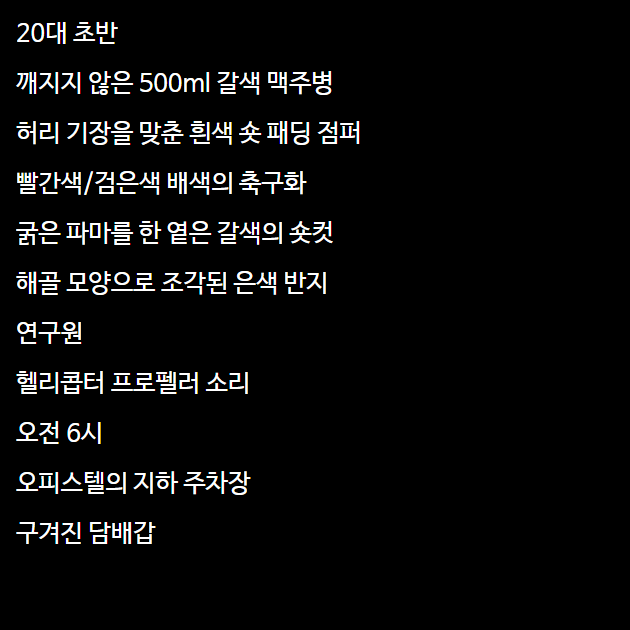 20대 초반
깨지지 않은 500ml 갈색 맥주병
허리 기장을 맞춘 흰색 숏 패딩 점퍼
빨간색/검은색 배색의 축구화
굵은 파마를 한 옅은 갈색의 숏컷
해골 모양으로 조각된 은색 반지
연구원
헬리콥터 프로펠러 소리
오전 6시
오피스텔의 지하 주차장
구겨진 담배갑